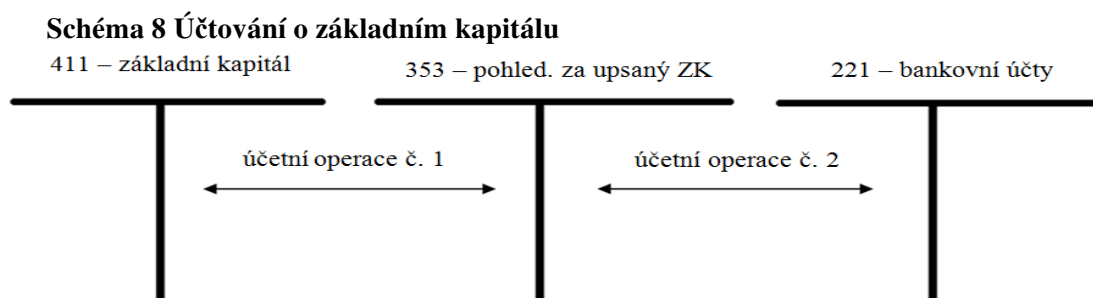 Schéma 8 Účtování o základním kapitálu
411 – základní kapitál
353 – pohled. za upsaný ZK
221 – bankovní účty
účetní operace č. 1
účetní operace č. 2